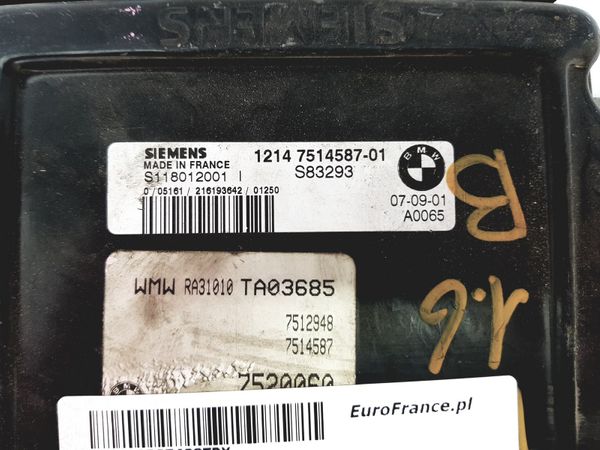 SIEMENS
SIEMENS 1214 7514587-01
MADE IN FRANCE
S118012001 I S83293
BMW
0 / 05161 / 216193642 / 01250
07-09-01
A0065
B
WMW RA31010 TA03685
7512948
7514587
7520060
1.6
EuroFrance.pl